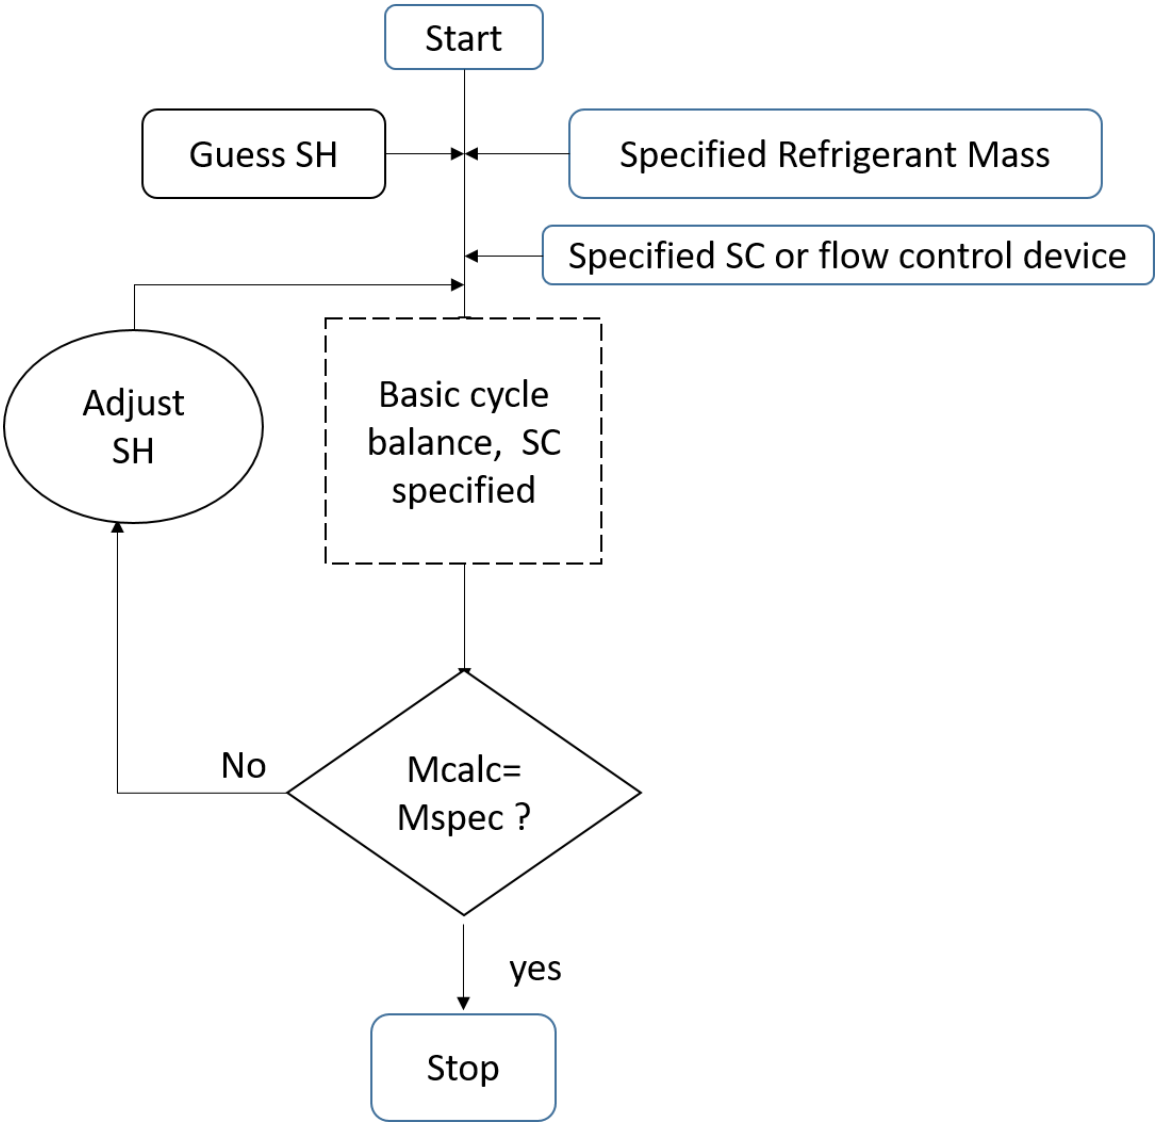 Start
Guess SH
Specified Refrigerant Mass
Specified SC or flow control device
Adjust
SH
Basic cycle
balance,  SC
specified
No
Mcalc=
Mspec ?
yes
Stop